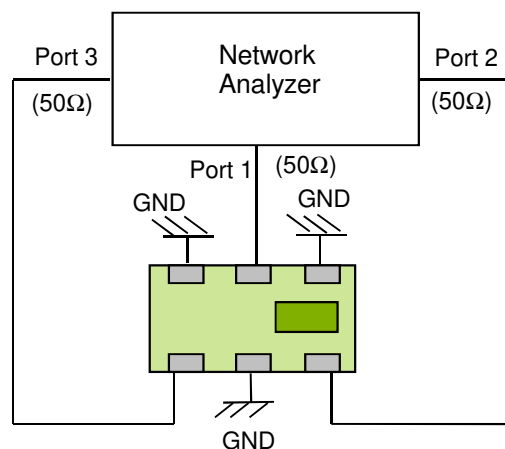 Port 3
Network
Analyzer
Port 2
(50Ω)
(50Ω)
Port 1
(50Ω)
GND
GND
GND